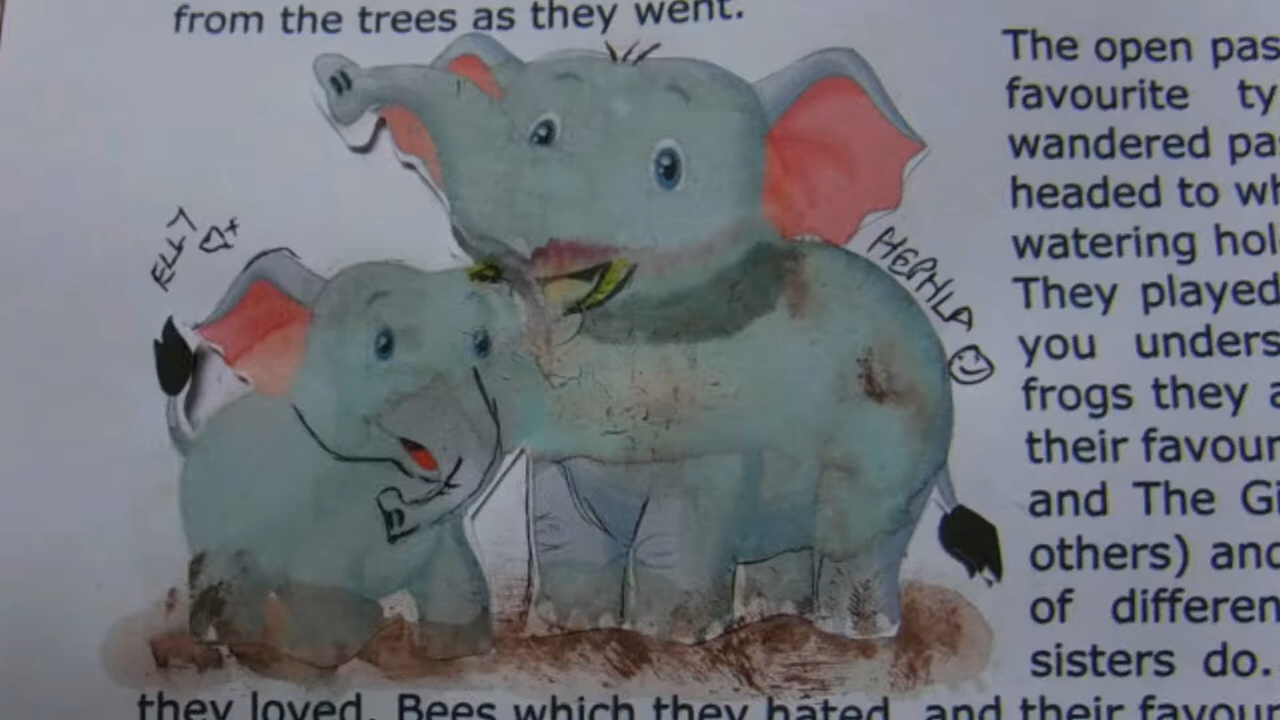 from the trees as they went.
ELLY
HEPHLA
The open pas
favourite ty
wandered pa
headed to wh
watering hol
They played
you unders
frogs they a
their favour
and The Gi
others) and
of differen
sisters do.
they loved. Bees which they hated, and their favour